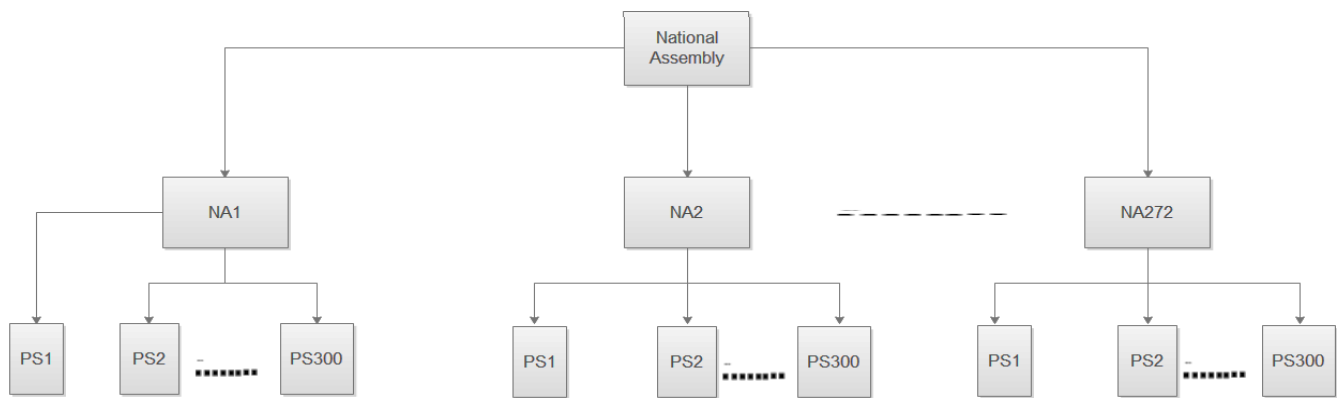 National
Assembly
NA1
NA2
NA272
PS1
PS2
PS300
PS1
PS2
PS300
PS1
PS2
PS300